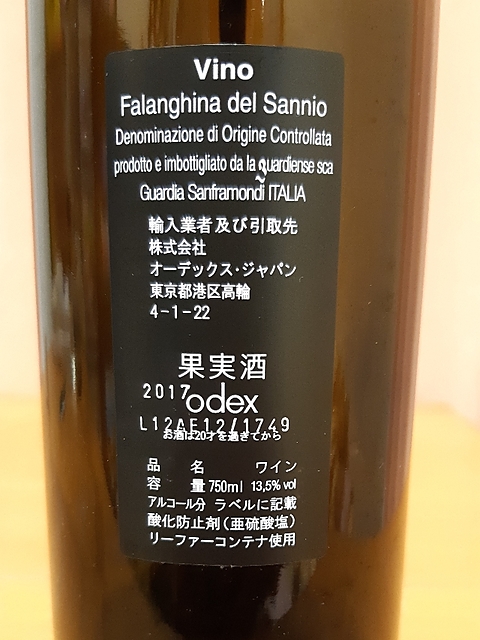 Vino
Falanghina del Sannio
Denominazione di Origine Controllata
prodotto e imbottigliato da la guardiense sca
Guardia Sanframondi ITALIA
輸入業者及び引取先
株式会社
オーデックス・ジャパン
東京都港区高輪
4-1-22
果実酒
2017 odex
L12AE12/1749
お酒は20才を過ぎてから
品 名 ワイン
容 量 750ml 13,5% vol
アルコール分 ラベルに記載
酸化防止剤(亜硫酸塩)
リーファーコンテナ使用